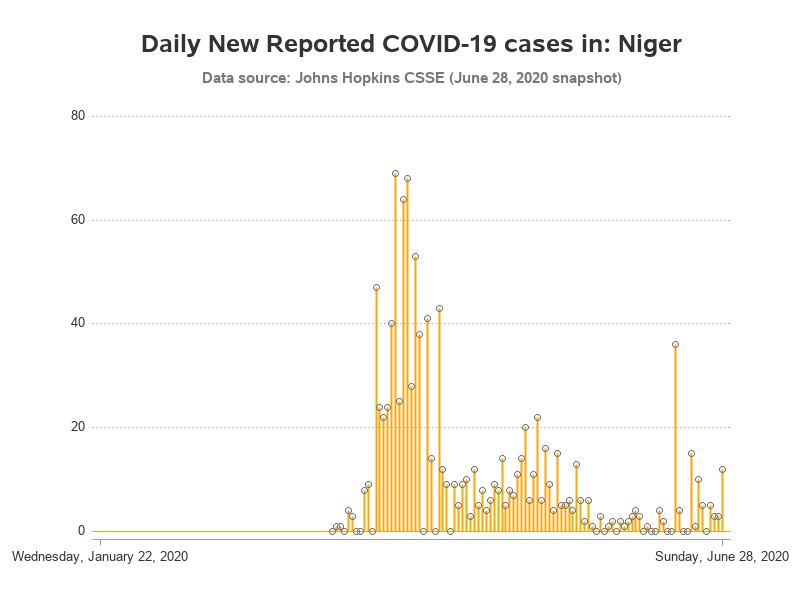 Daily New Reported COVID-19 cases in: Niger
Data source: Johns Hopkins CSSE (June 28, 2020 snapshot)
80
60
40
20
0
Wednesday, January 22, 2020
Sunday, June 28, 2020